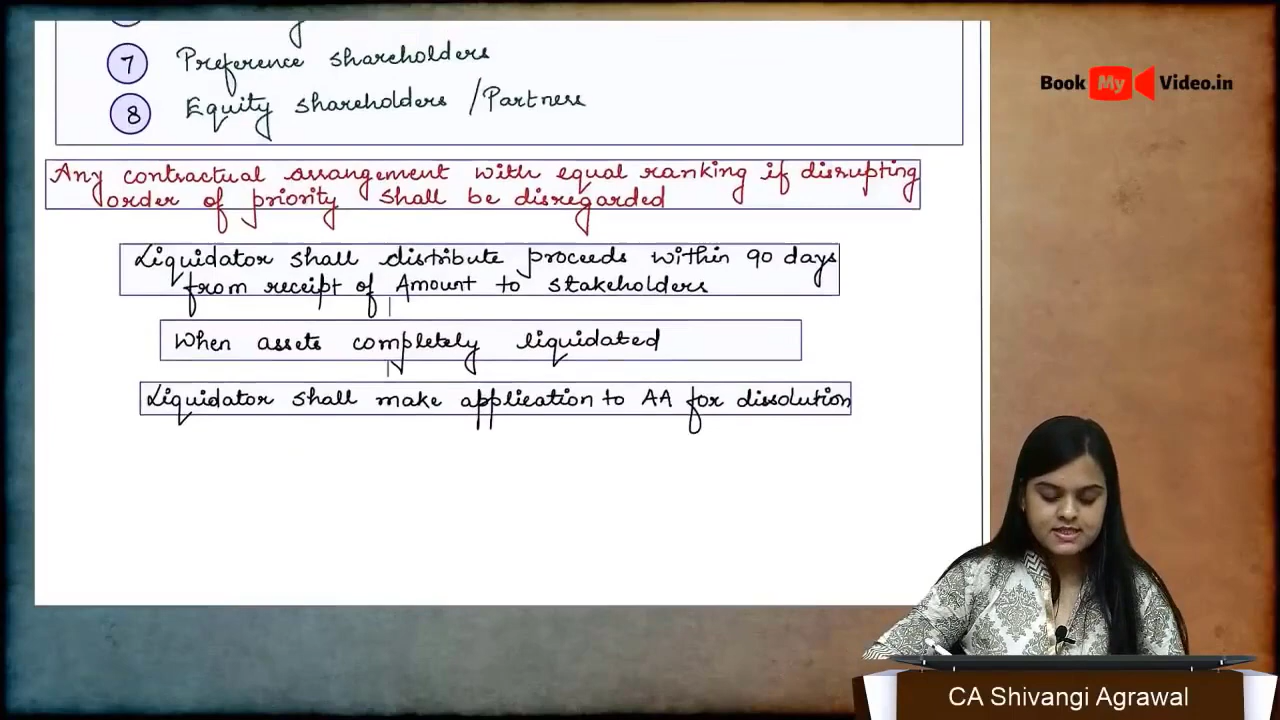 7 Preference shareholders
8 Equity shareholders / Partners
Any contractual arrangement with equal ranking if disrupting
order of priority shall be disregarded
Liquidator shall distribute proceeds within 90 days
from receipt of Amount to stakeholders
When assets completely liquidated
Liquidator shall make application to AA for dissolution
Book My Video.in
CA Shivangi Agrawal